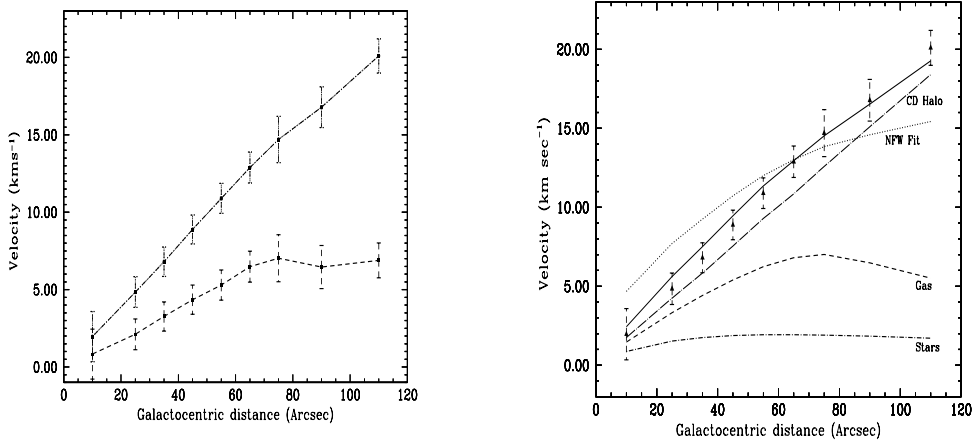 Velocity (kms⁻¹)
20.00
15.00
10.00
5.00
0.00
0 20 40 60 80 100 120
Galactocentric distance (Arcsec)
Velocity (km sec⁻¹)
20.00
15.00
10.00
5.00
0.00
CD Halo
NFW Fit
Gas
Stars
0 20 40 60 80 100 120
Galactocentric distance (Arcsec)